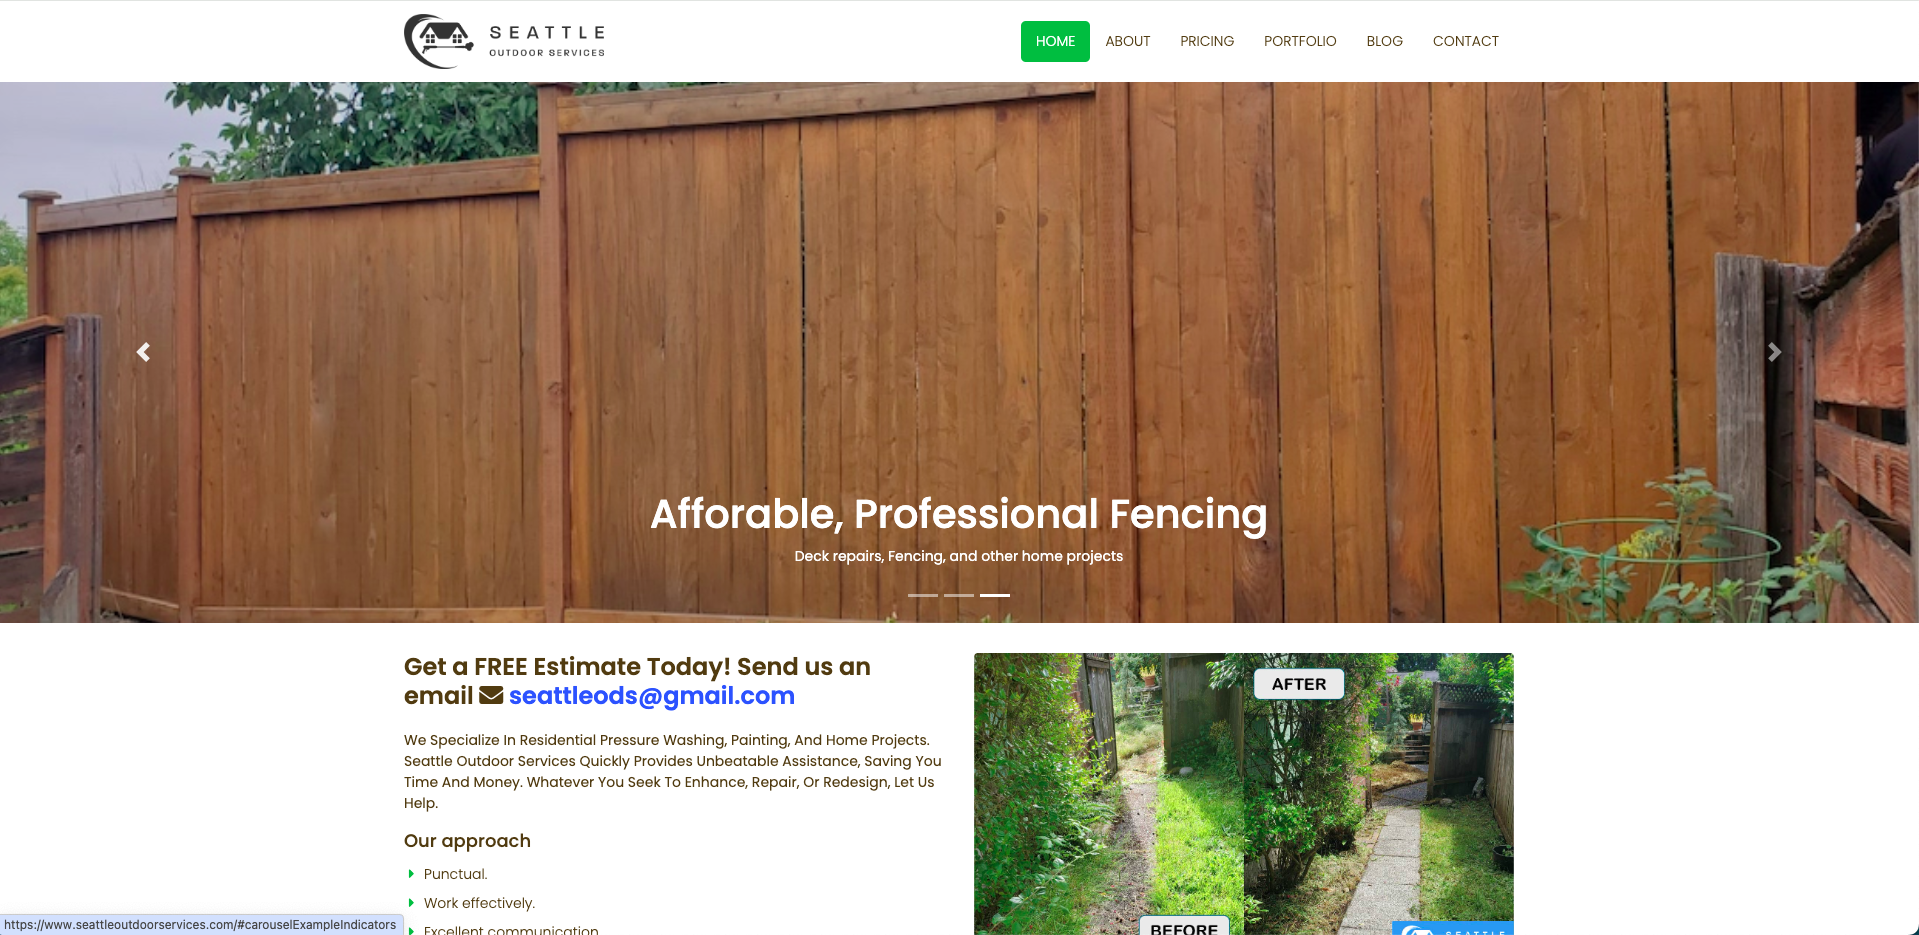 SEATTLE
OUTDOOR SERVICES
HOME ABOUT PRICING PORTFOLIO BLOG CONTACT
Afforable, Professional Fencing
Deck repairs, Fencing, and other home projects
Get a FREE Estimate Today! Send us an
email seattleods@gmail.com
We Specialize In Residential Pressure Washing, Painting, And Home Projects.
Seattle Outdoor Services Quickly Provides Unbeatable Assistance, Saving You
Time And Money. Whatever You Seek To Enhance, Repair, Or Redesign, Let Us
Help.
Our approach
Punctual.
Work effectively.
Excellent communication
AFTER
BEFORE
SEATTLE
https://www.seattleoutdoorservices.com/#carouselExampleIndicators